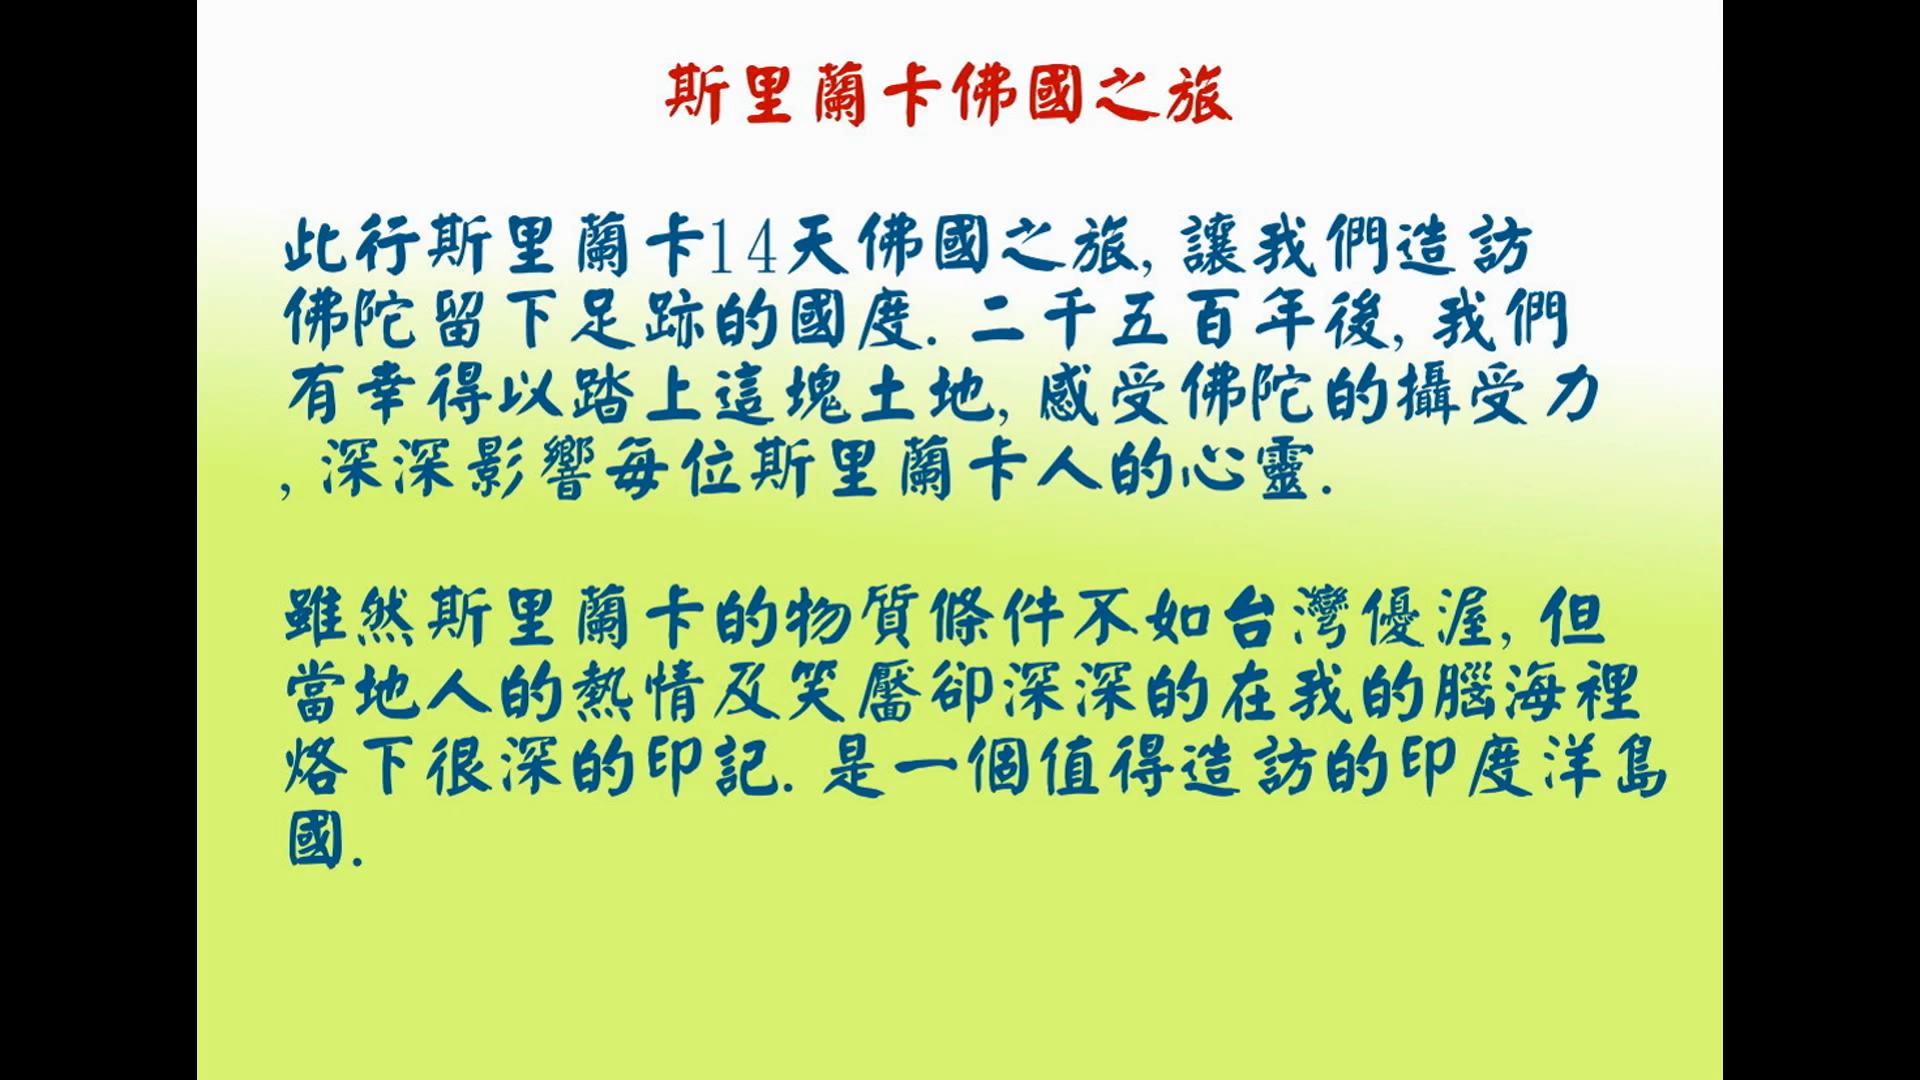 斯里蘭卡佛國之旅
此行斯里蘭卡14天佛國之旅,讓我們造訪
佛陀留下足跡的國度.二千五百年後,我們
有幸得以踏上這塊土地,感受佛陀的攝受力
,深深影響每位斯里蘭卡人的心靈.
雖然斯里蘭卡的物質條件不如台灣優渥,但
當地人的熱情及笑靨卻深深的在我的腦海裡
烙下很深的印記.是一個值得造訪的印度洋島
國.